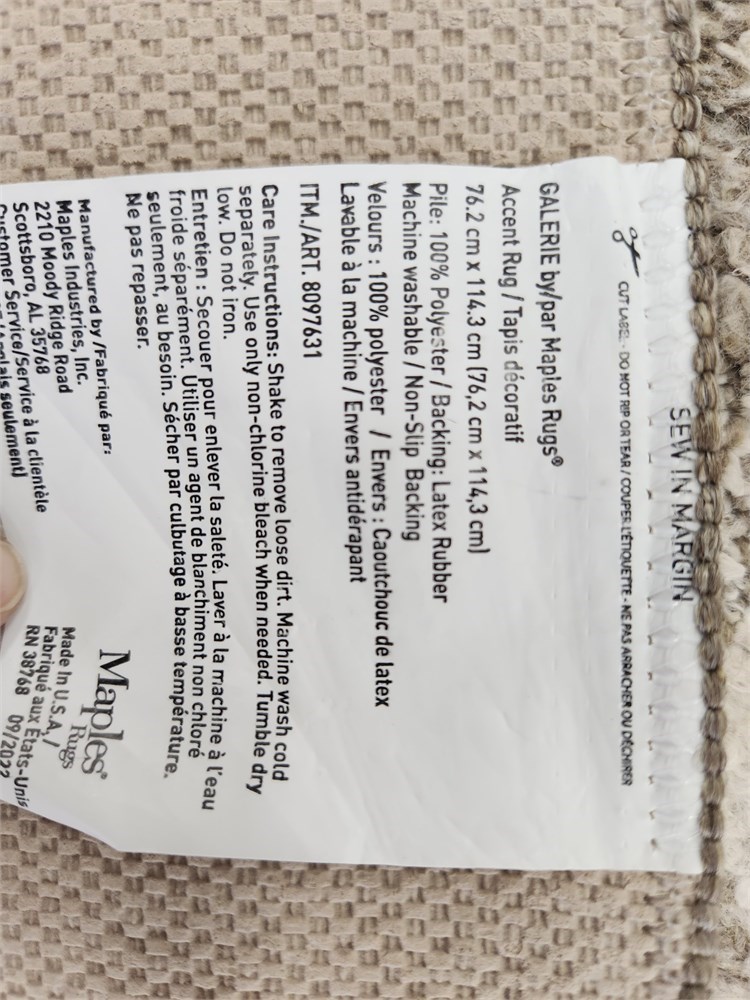 SEW IN MARGIN
CUT LABEL - DO NOT RIP OR TEAR / COUPER L'ÉTIQUETTE - NE PAS ARRACHER OU DÉCHIRER
GALERIE by/par Maples Rugs®
Accent Rug / Tapis décoratif
76.2 cm x 114.3 cm (76,2 cm x 114,3 cm)
Pile: 100% Polyester / Backing: Latex Rubber
Machine washable / Non-Slip Backing
Velours : 100% polyester / Envers : Caoutchouc de latex
Lavable à la machine / Envers antidérapant
ITM./ART. 8097631
Care Instructions: Shake to remove loose dirt. Machine wash cold
separately. Use only non-chlorine bleach when needed. Tumble dry
low. Do not iron.
Entretien : Secouer pour enlever la saleté. Laver à la machine à l'eau
froide séparément. Utiliser un agent de blanchiment non chloré
seulement, au besoin. Sécher par culbutage à basse température.
Ne pas repasser.
Manufactured by /Fabriqué par:
Maples Industries, Inc.
2210 Moody Ridge Road
Scottsboro, AL 35768
Customer Service/Service à la clientèle
seulement)
Maples®
Rugs
Made In U.S.A. /
Fabriqué aux États-Unis
RN 38768 09/2022